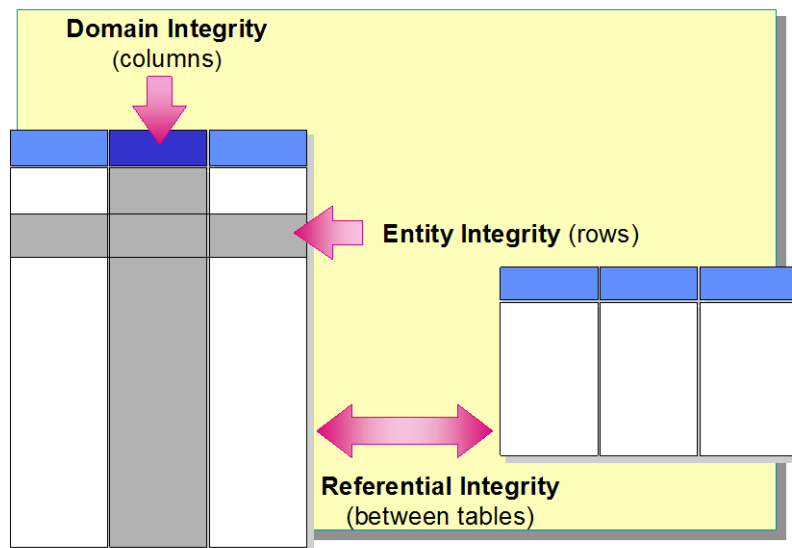 Domain Integrity
(columns)
Entity Integrity (rows)
Referential Integrity
(between tables)